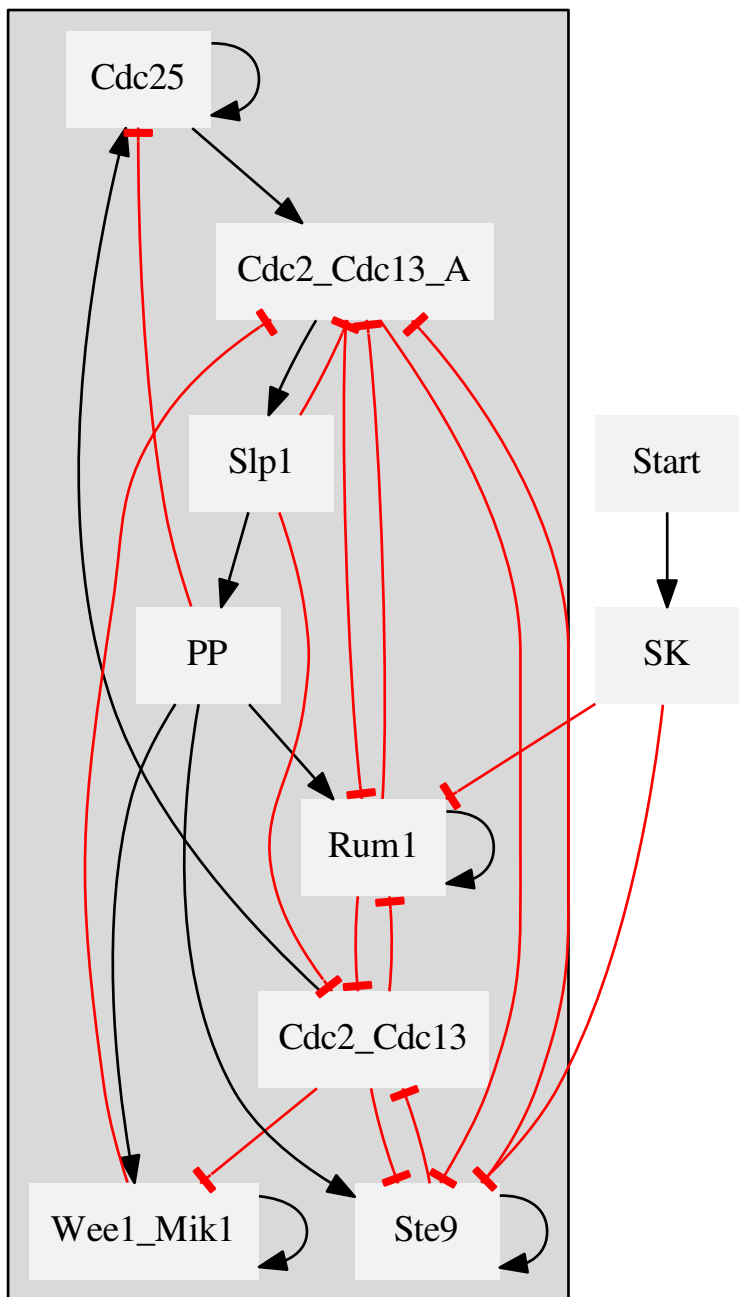 Cdc25
Cdc2_Cdc13_A
Slp1
Start
PP
SK
Rum1
Cdc2_Cdc13
Wee1_Mik1
Ste9